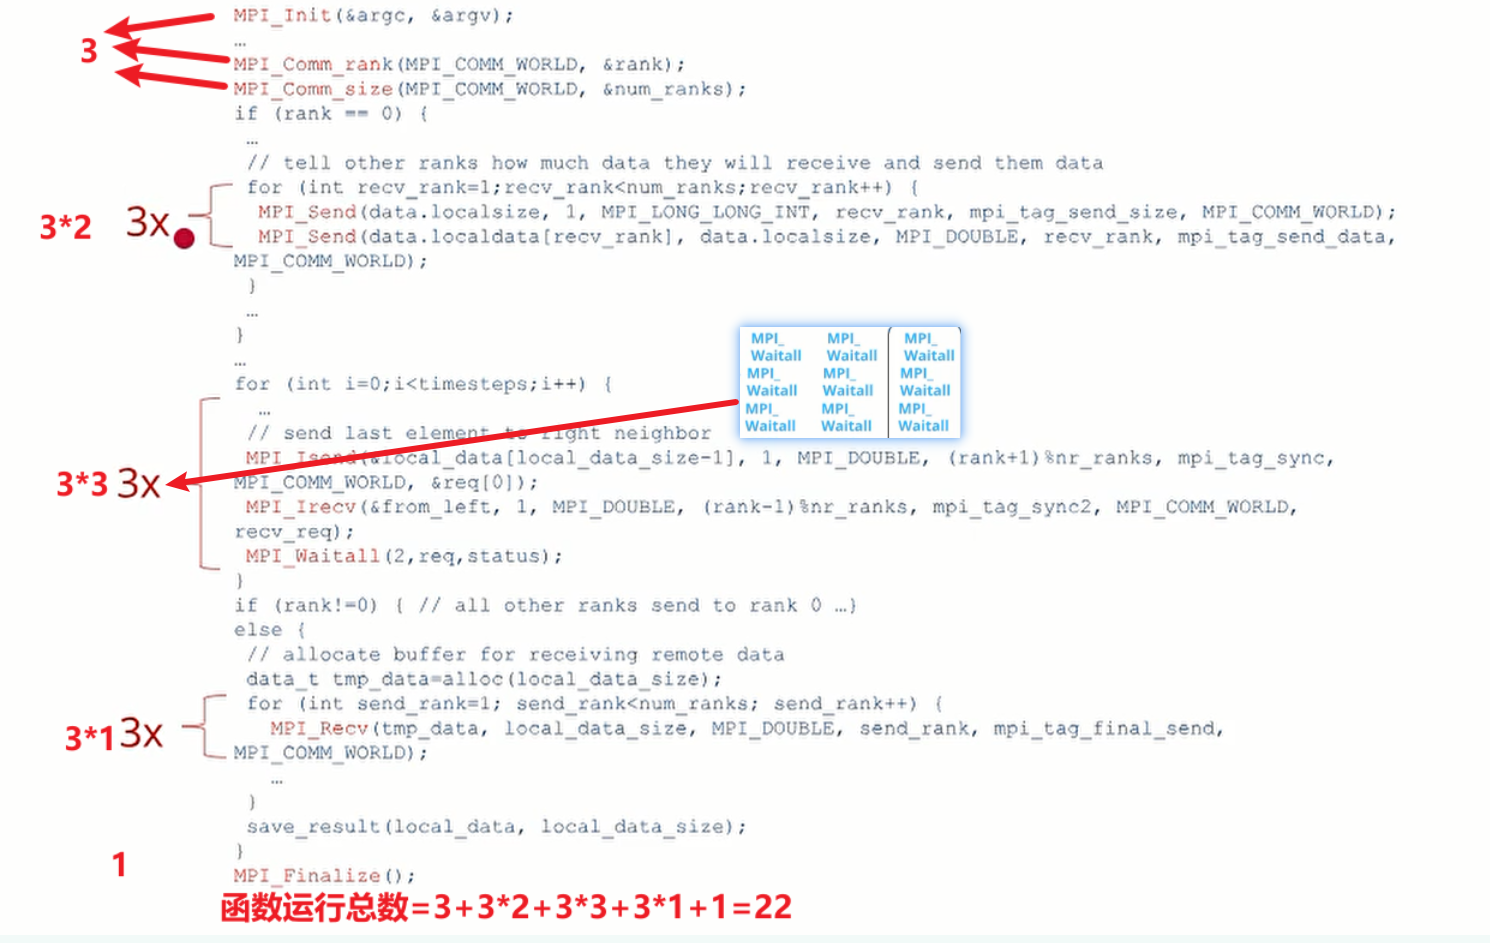 MPI_Init(&argc, &argv);
…
3
MPI_Comm_rank(MPI_COMM_WORLD, &rank);
MPI_Comm_size(MPI_COMM_WORLD, &num_ranks);
if (rank == 0) {
…
// tell other ranks how much data they will receive and send them data
for (int recv_rank=1;recv_rank<num_ranks;recv_rank++) {
3*2 3x
MPI_Send(data.localsize, 1, MPI_LONG_LONG_INT, recv_rank, mpi_tag_send_size, MPI_COMM_WORLD);
MPI_Send(data.localdata[recv_rank], data.localsize, MPI_DOUBLE, recv_rank, mpi_tag_send_data,
MPI_COMM_WORLD);
}
…
}
…
MPI_ MPI_ MPI_
Waitall Waitall Waitall
MPI_ MPI_ MPI_
Waitall Waitall Waitall
MPI_ MPI_ MPI_
Waitall Waitall Waitall
for (int i=0;i<timesteps;i++) {
…
// send last element to right neighbor
MPI_Isend(&local_data[local_data_size-1], 1, MPI_DOUBLE, (rank+1)%nr_ranks, mpi_tag_sync,
3*3 3x
MPI_COMM_WORLD, &req[0]);
MPI_Irecv(&from_left, 1, MPI_DOUBLE, (rank-1)%nr_ranks, mpi_tag_sync2, MPI_COMM_WORLD,
recv_req);
MPI_Waitall(2,req,status);
}
if (rank!=0) { // all other ranks send to rank 0 …}
else {
// allocate buffer for receiving remote data
data_t tmp_data=alloc(local_data_size);
for (int send_rank=1; send_rank<num_ranks; send_rank++) {
3*1 3x
MPI_Recv(tmp_data, local_data_size, MPI_DOUBLE, send_rank, mpi_tag_final_send,
MPI_COMM_WORLD);
…
}
save_result(local_data, local_data_size);
}
1
MPI_Finalize();
函数运行总数=3+3*2+3*3+3*1+1=22